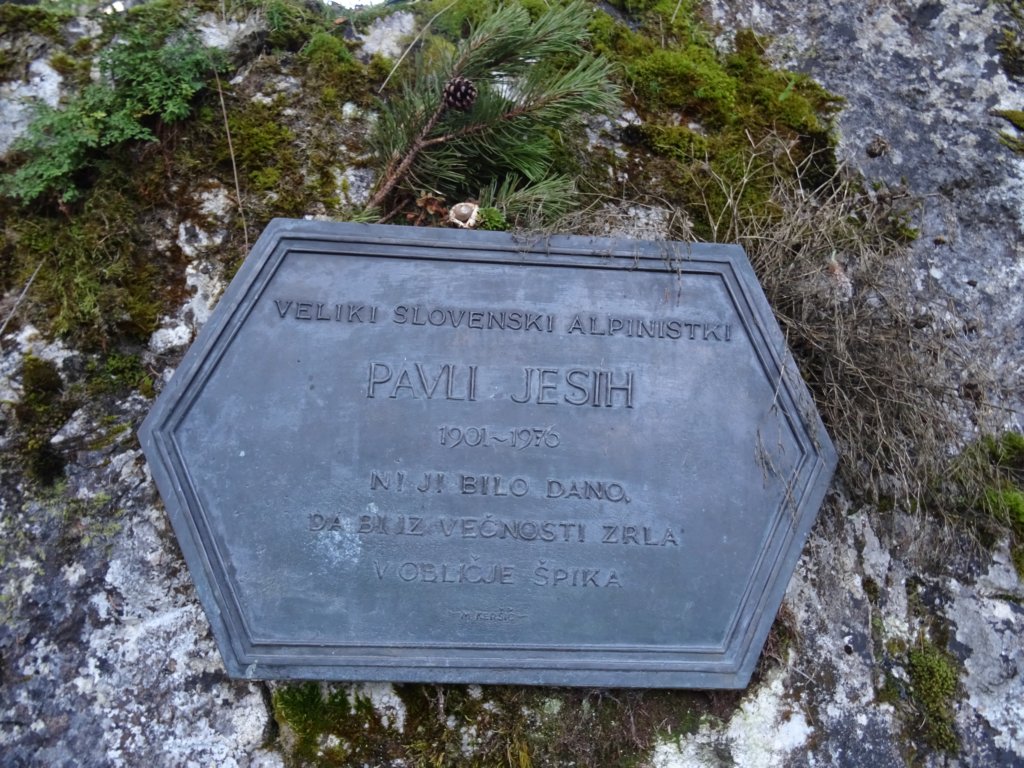 VELIKI SLOVENSKI ALPINISTKI
PAVLI JESIH
1901~1976
NI JI BILO DANO,
DA BI IZ VEČNOSTI ZRLA
V OBLIČJE ŠPIKA